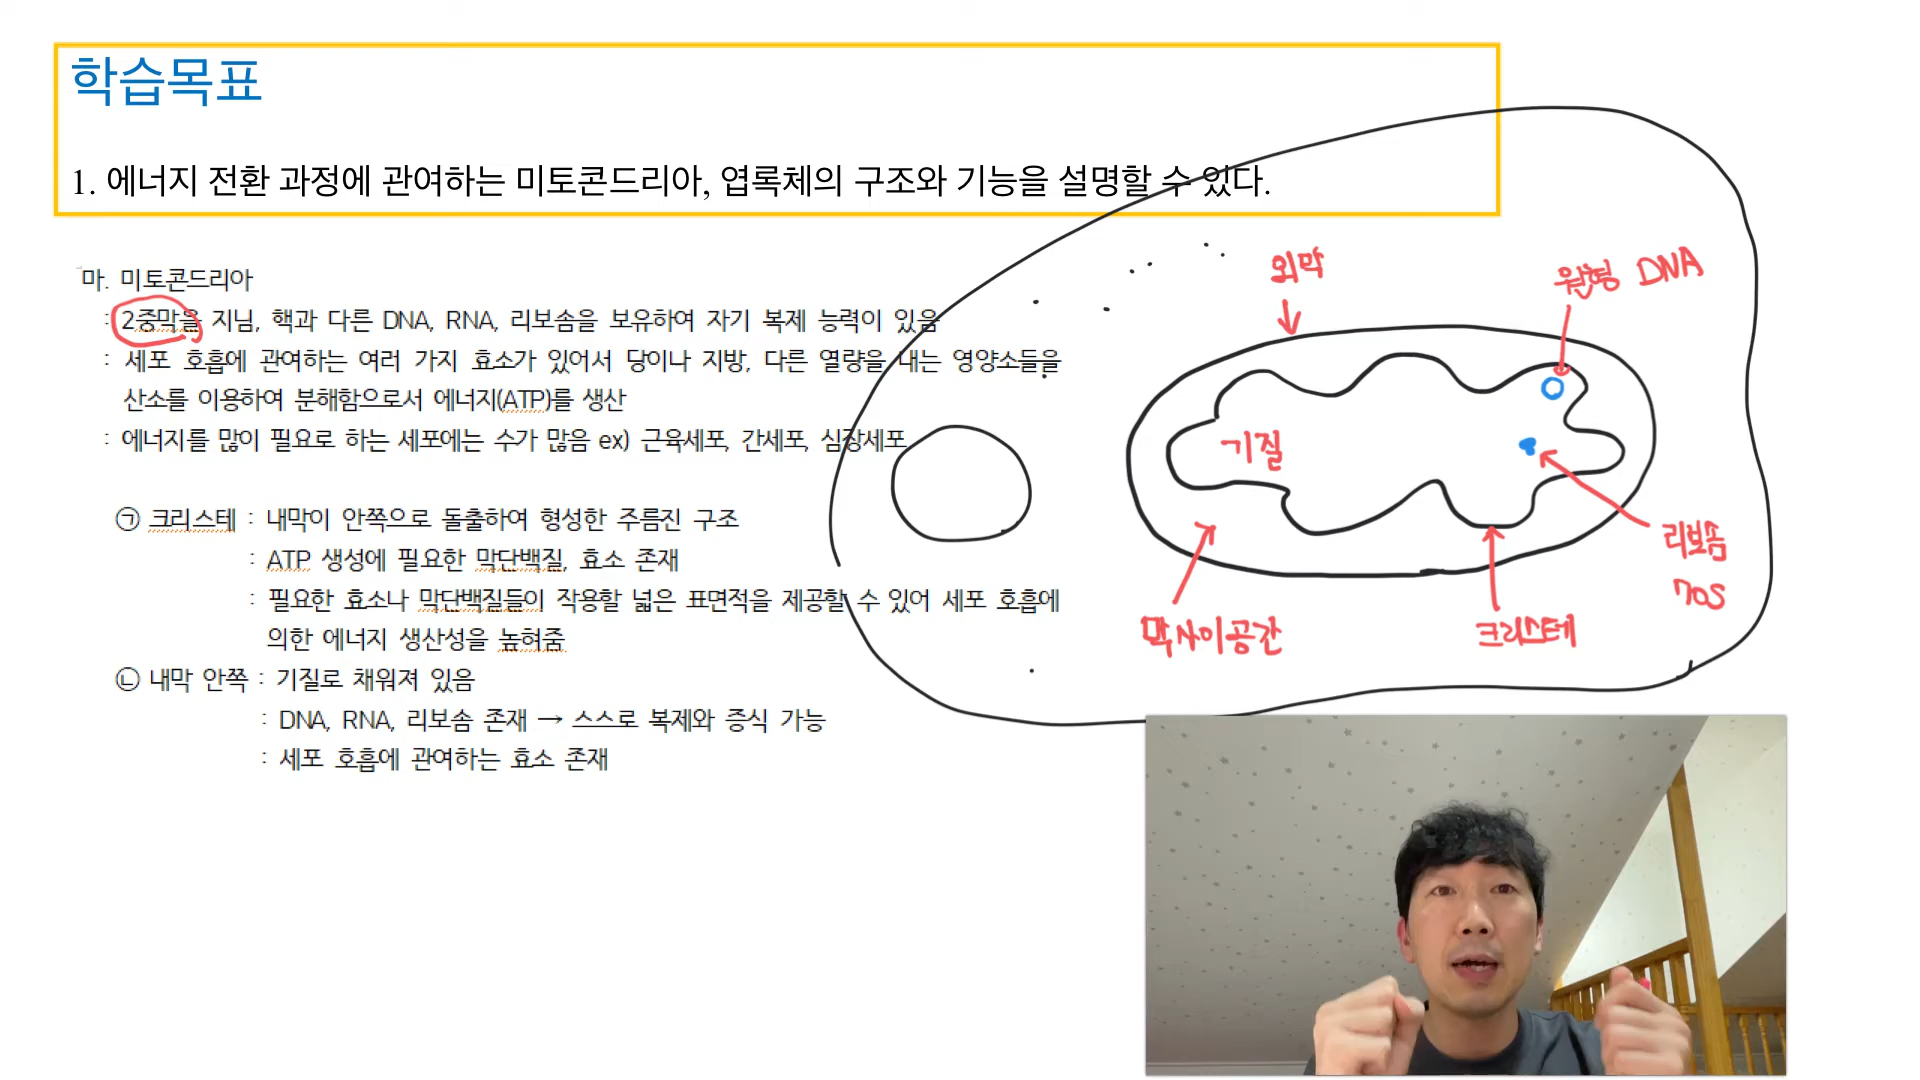 학습목표
1. 에너지 전환 과정에 관여하는 미토콘드리아, 엽록체의 구조와 기능을 설명할 수 있다.
마. 미토콘드리아
: 2중막을 지님, 핵과 다른 DNA, RNA, 리보솜을 보유하여 자기 복제 능력이 있음
: 세포 호흡에 관여하는 여러 가지 효소가 있어서 당이나 지방, 다른 열량을 내는 영양소들을
산소를 이용하여 분해함으로서 에너지(ATP)를 생산
: 에너지를 많이 필요로 하는 세포에는 수가 많음 ex) 근육세포, 간세포, 심장세포
㉠ 크리스테 : 내막이 안쪽으로 돌출하여 형성한 주름진 구조
: ATP 생성에 필요한 막단백질, 효소 존재
: 필요한 효소나 막단백질들이 작용할 넓은 표면적을 제공할 수 있어 세포 호흡에
의한 에너지 생산성을 높혀줌
㉡ 내막 안쪽 : 기질로 채워져 있음
: DNA, RNA, 리보솜 존재 → 스스로 복제와 증식 가능
: 세포 호흡에 관여하는 효소 존재
외막
원형 DNA
기질
리보솜
70S
막사이공간
크리스테